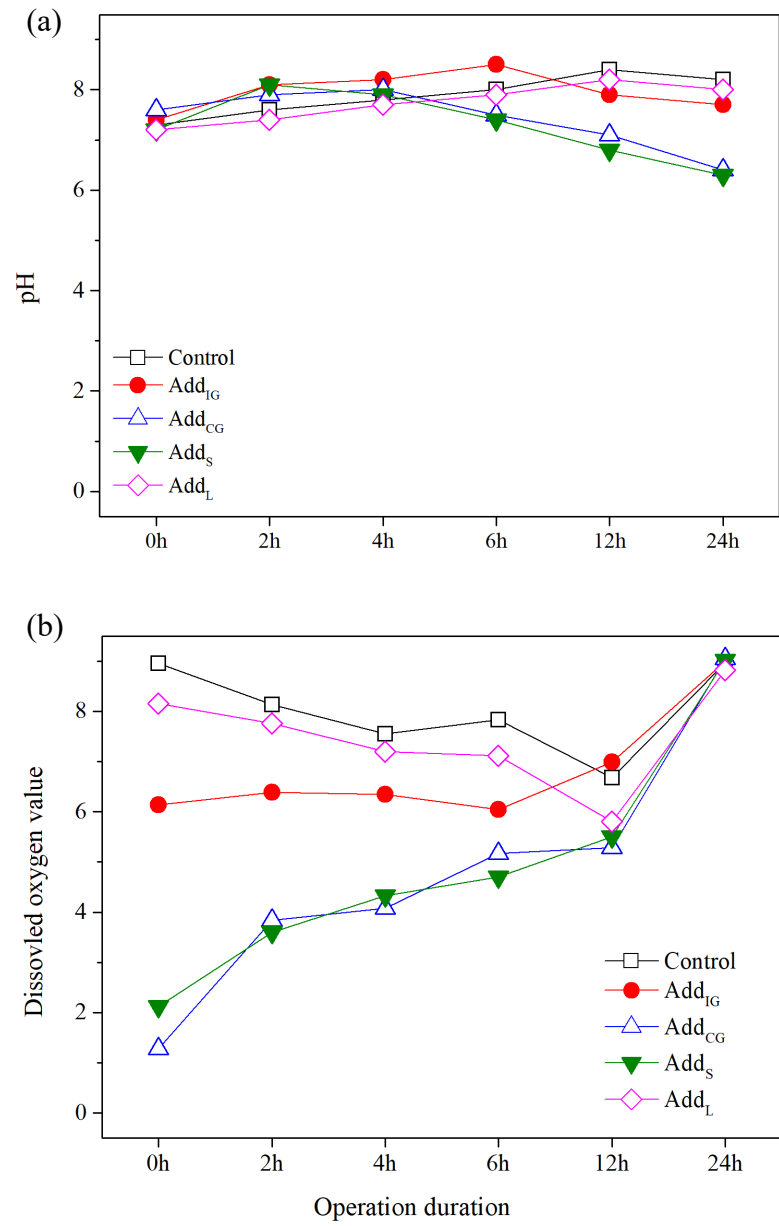 (a)
8
6
4
2
0
pH
Control
Add_IG
Add_CG
Add_S
Add_L
0h 2h 4h 6h 12h 24h
(b)
8
6
4
2
0
Dissovled oxygen value
Control
Add_IG
Add_CG
Add_S
Add_L
0h 2h 4h 6h 12h 24h
Operation duration